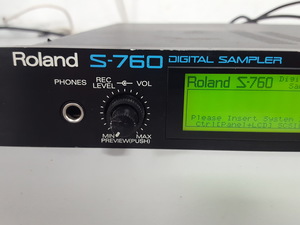 Roland S-760 DIGITAL SAMPLER
PHONES
REC LEVEL
VOL
MIN
MAX
PREVIEW(PUSH)
Roland S-760
Please Insert System